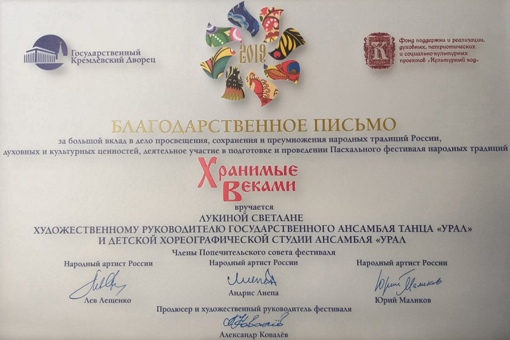 Государственный
Кремлёвский Дворец
2019
Фонд поддержки и реализации
духовных, патриотических
и социально-культурных
проектов «Культурный код»
БЛАГОДАРСТВЕННОЕ ПИСЬМО
за большой вклад в дело просвещения, сохранения и преумножения народных традиций России,
духовных и культурных ценностей, деятельное участие в подготовке и проведении Пасхального фестиваля народных традиций
Хранимые
Веками
вручается
ЛУКИНОЙ СВЕТЛАНЕ
ХУДОЖЕСТВЕННОМУ РУКОВОДИТЕЛЮ ГОСУДАРСТВЕННОГО АНСАМБЛЯ ТАНЦА «УРАЛ»
И ДЕТСКОЙ ХОРЕОГРАФИЧЕСКОЙ СТУДИИ АНСАМБЛЯ «УРАЛ
Члены Попечительского совета фестиваля
Народный артист России Народный артист России Народный артист России
Лев Лещенко Андрис Лиепа Юрий Маликов
Продюсер и художественный руководитель фестиваля
Александр Ковалёв